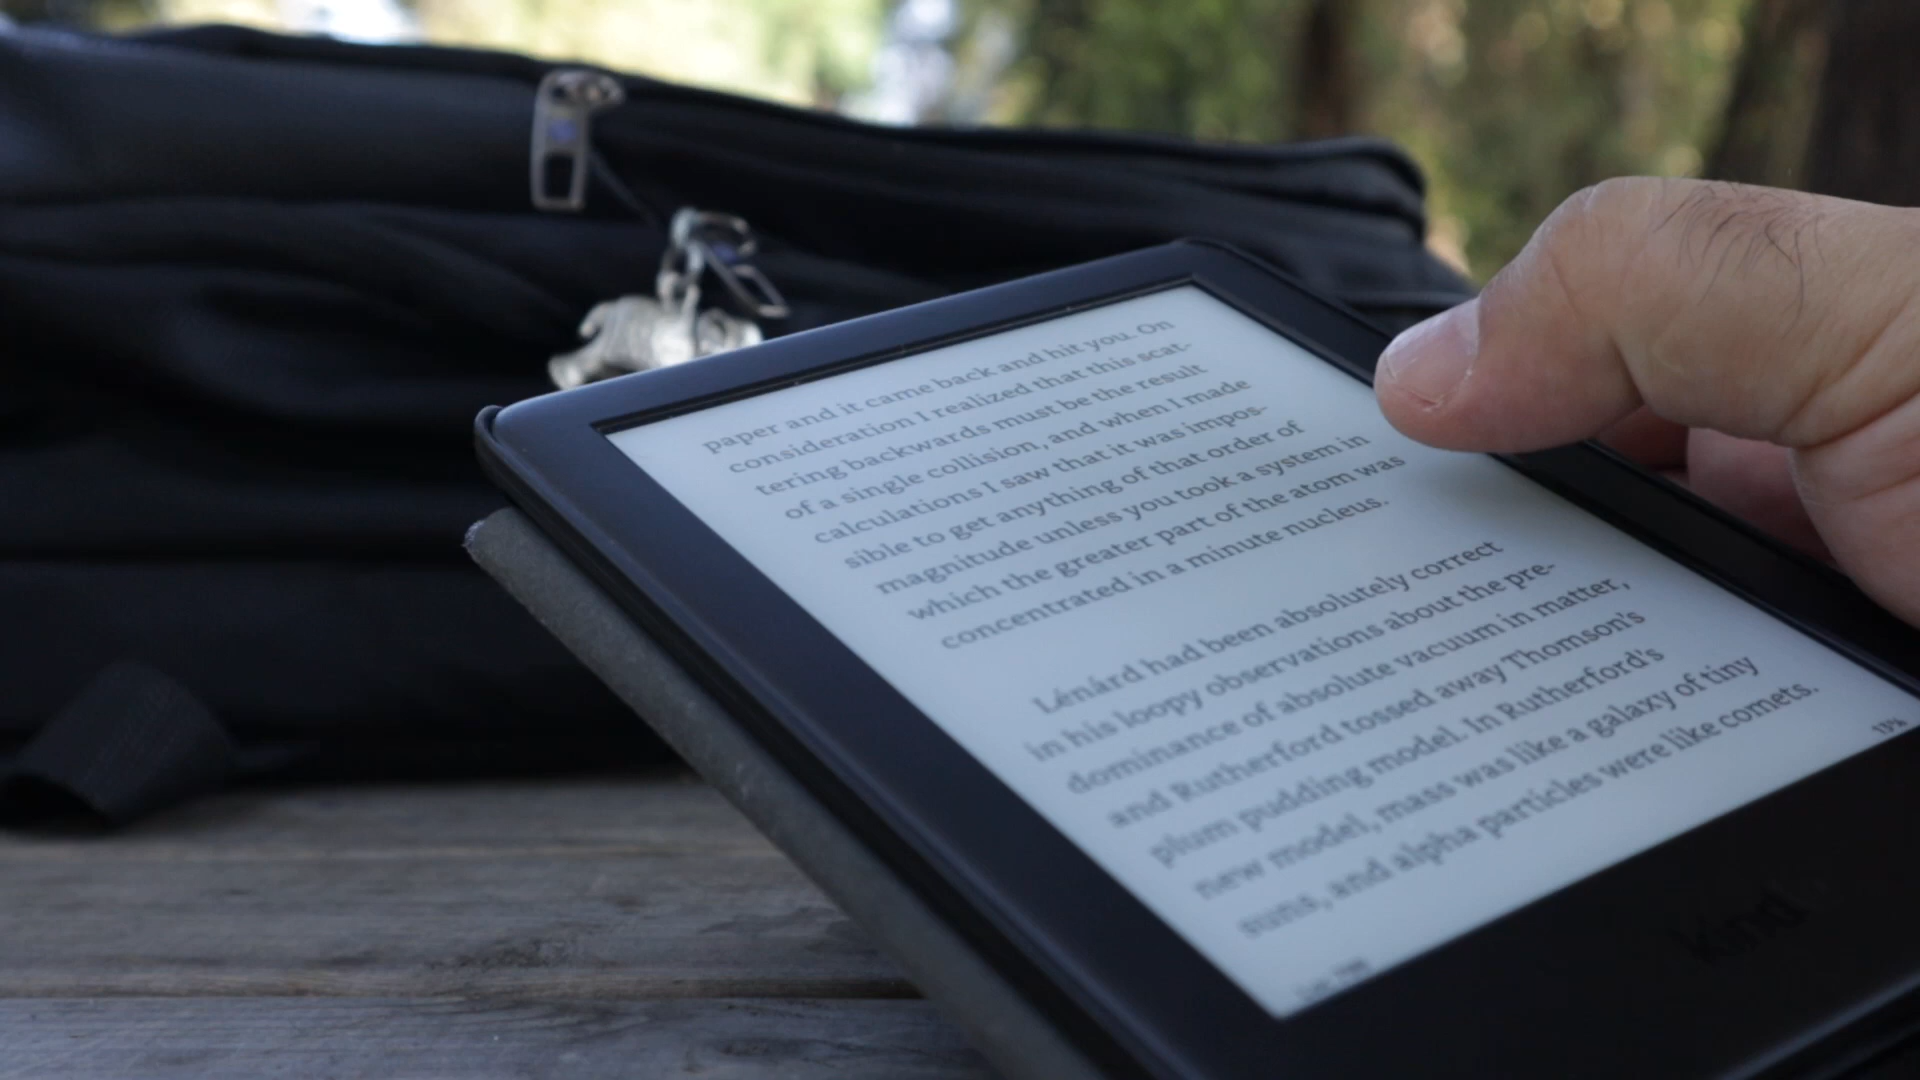 paper and it came back and hit you. On
consideration I realized that this scat-
tering backwards must be the result
of a single collision, and when I made
calculations I saw that it was impos-
sible to get anything of that order of
magnitude unless you took a system in
which the greater part of the atom was
concentrated in a minute nucleus.
Lénárd had been absolutely correct
in his loopy observations about the pre-
dominance of absolute vacuum in matter,
and Rutherford tossed away Thomson's
plum pudding model. In Rutherford's
new model, mass was like a galaxy of tiny
suns, and alpha particles were like comets.
13%
kindle